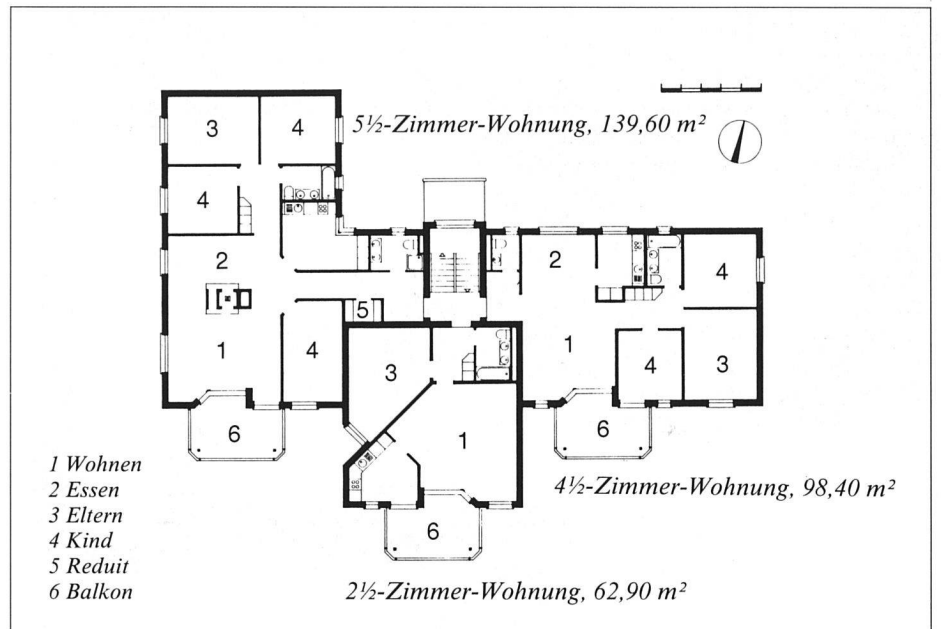 3 4
5½-Zimmer-Wohnung, 139,60 m²
4
2 2 4
5
1 4 3 1 4 3
6 1 6
4½-Zimmer-Wohnung, 98,40 m²
6
1 Wohnen
2 Essen
3 Eltern
4 Kind
5 Reduit
6 Balkon
2½-Zimmer-Wohnung, 62,90 m²